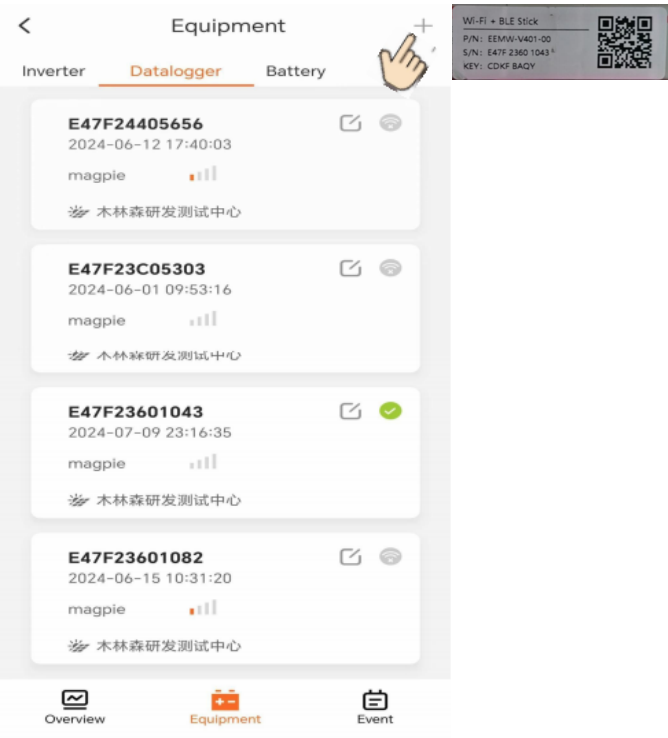 Equipment
Inverter Datalogger Battery
E47F24405656
2024-06-12 17:40:03
magpie
木林森研发测试中心
E47F23C05303
2024-06-01 09:53:16
magpie
木林森研发测试中心
E47F23601043
2024-07-09 23:16:35
magpie
木林森研发测试中心
E47F23601082
2024-06-15 10:31:20
magpie
木林森研发测试中心
Overview Equipment Event
Wi-Fi + BLE Stick
P/N: EEMW-V401-00
S/N: E47F 2360 1043
KEY: CDKF BAQY